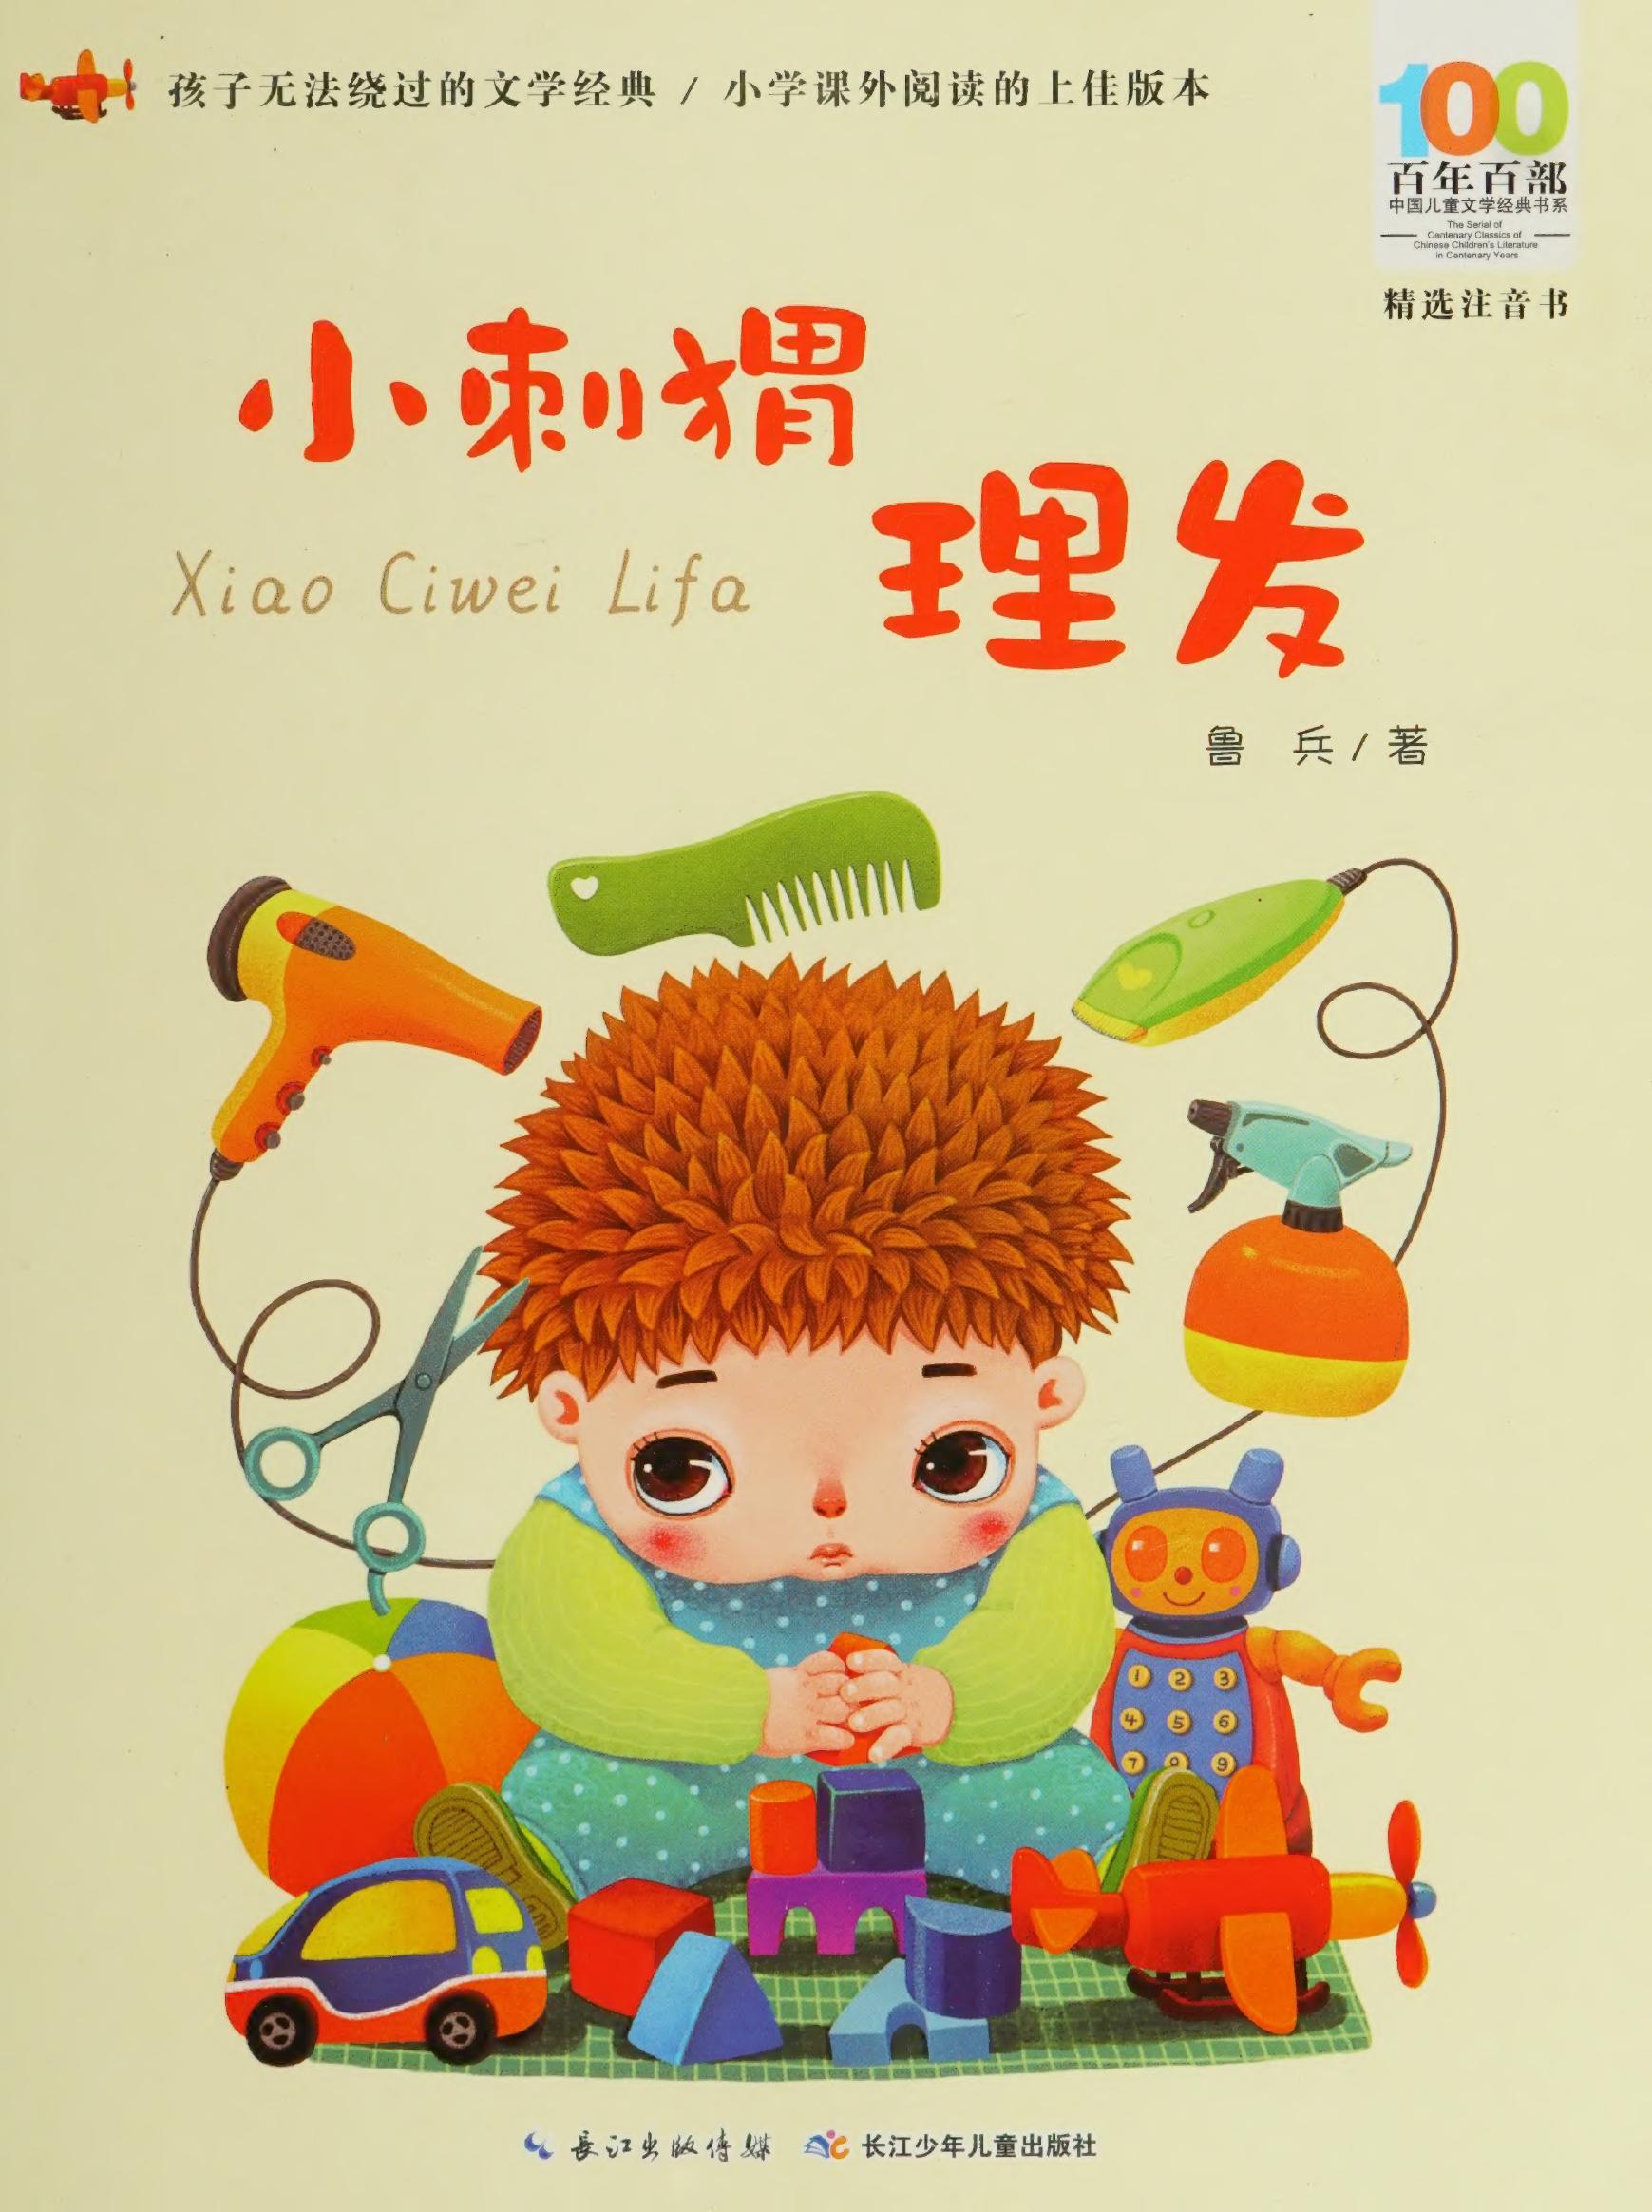 孩子无法绕过的文学经典 / 小学课外阅读的上佳版本
100
百年百部
中国儿童文学经典书系
The Serial of
Centenary Classics of
Chinese Children's Literature
in Centenary Years
精选注音书
小刺猬
理发
Xiao Ciwei Lifa
鲁 兵/著
1 2 3
4 5 6
7 8 9
長江出版传媒 长江少年儿童出版社